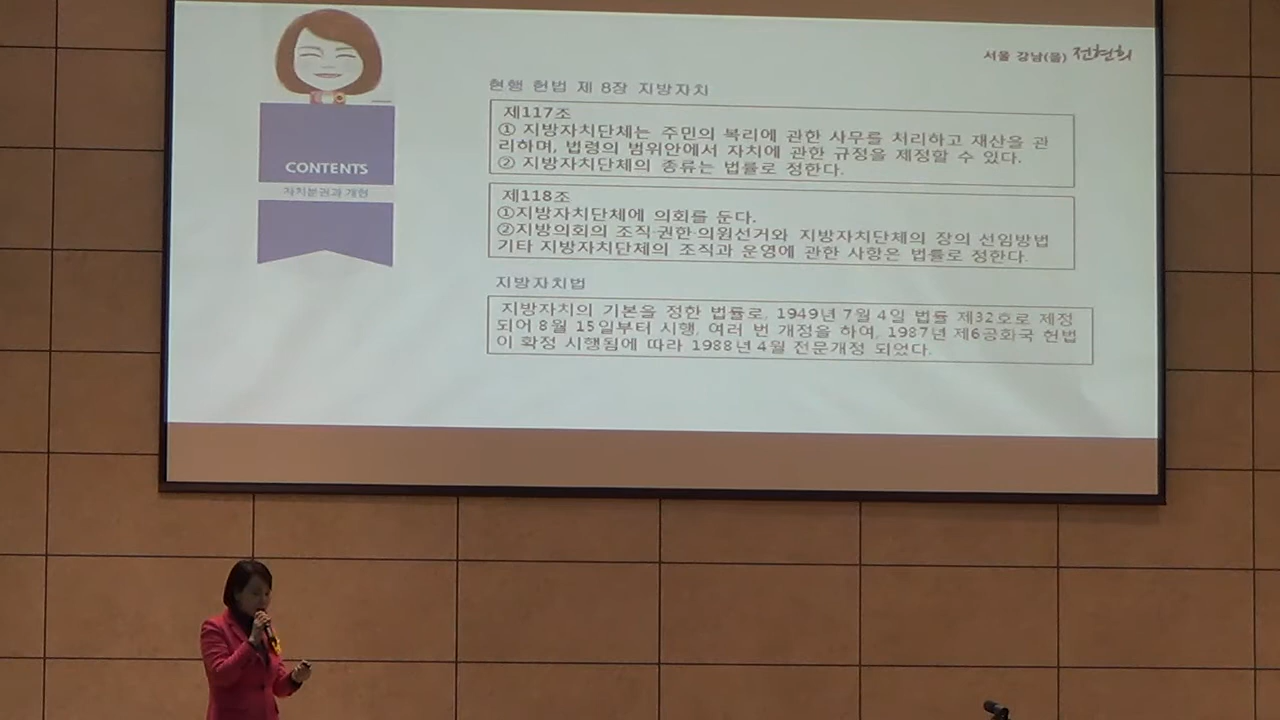 서울 강남(을) 전현희
현행 헌법 제 8장 지방자치
제117조
① 지방자치단체는 주민의 복리에 관한 사무를 처리하고 재산을 관
리하며, 법령의 범위안에서 자치에 관한 규정을 제정할 수 있다.
② 지방자치단체의 종류는 법률로 정한다.
CONTENTS
자치분권과 개헌
제118조
①지방자치단체에 의회를 둔다.
②지방의회의 조직·권한·의원선거와 지방자치단체의 장의 선임방법
기타 지방자치단체의 조직과 운영에 관한 사항은 법률로 정한다.
지방자치법
지방자치의 기본을 정한 법률로, 1949년 7월 4일 법률 제32호로 제정
되어 8월 15일부터 시행, 여러 번 개정을 하여, 1987년 제6공화국 헌법
이 확정 시행됨에 따라 1988년 4월 전문개정 되었다.